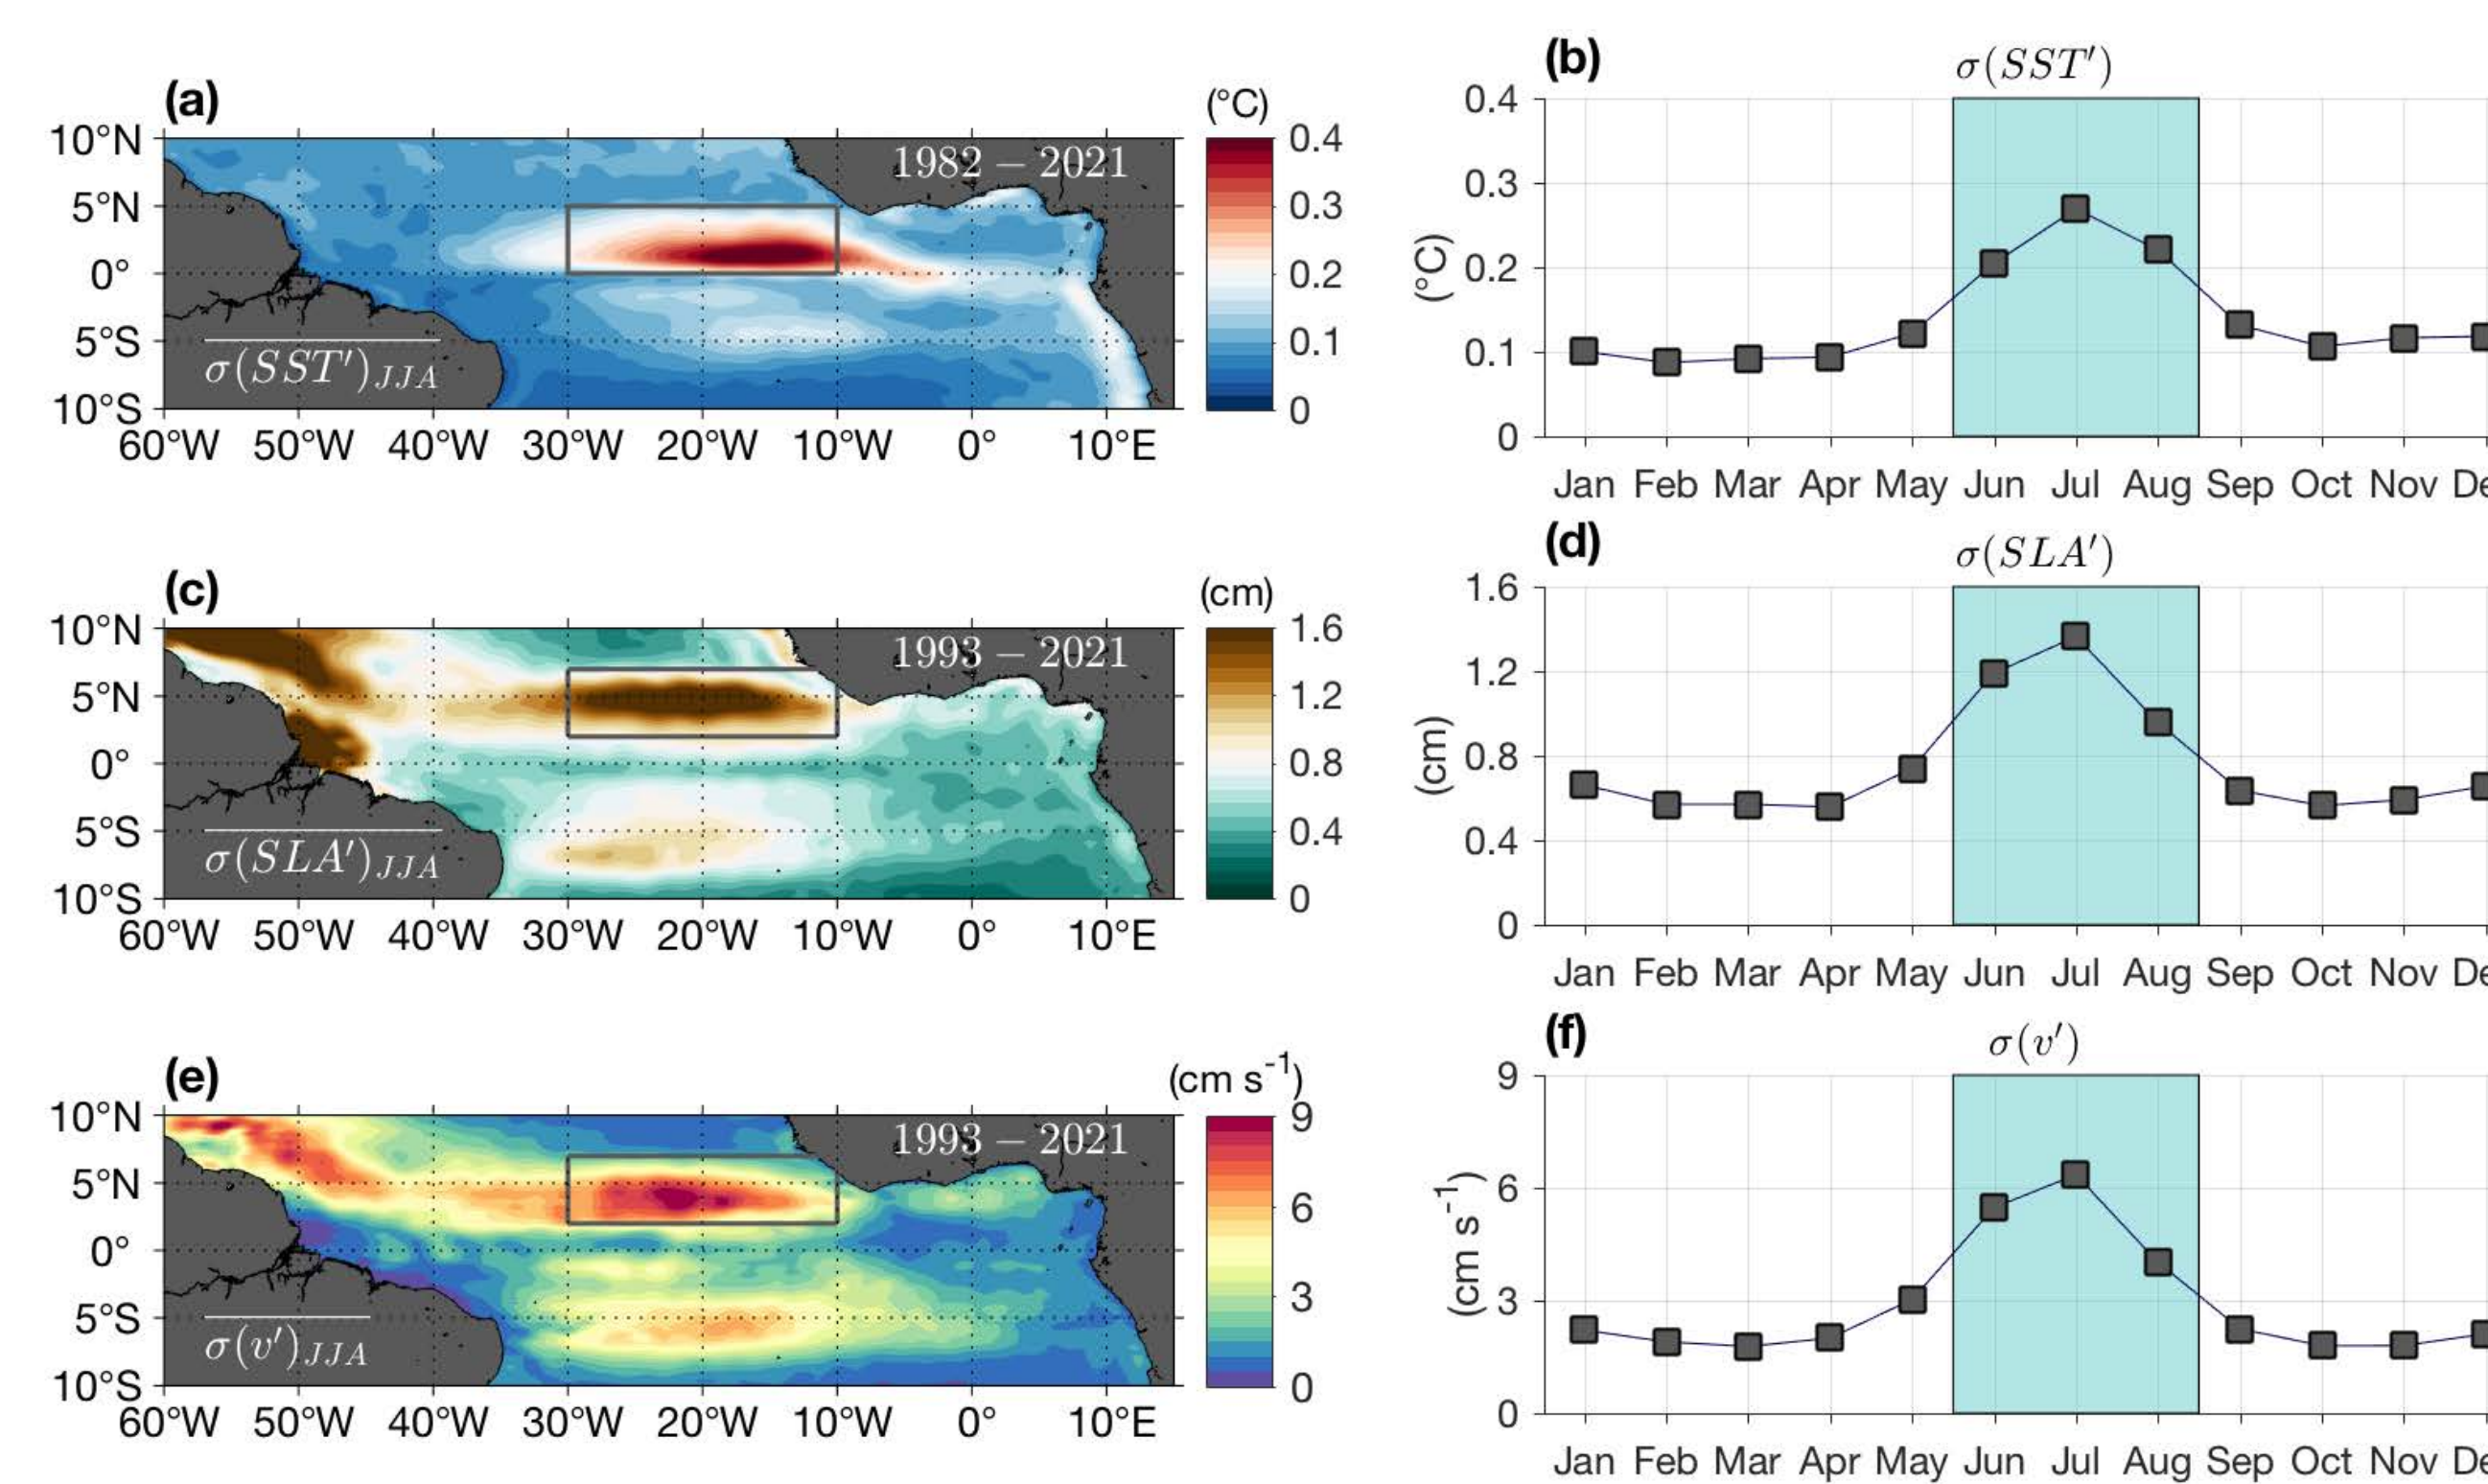 (a)
(°C)
10°N
5°N
0°
5°S
10°S
60°W 50°W 40°W 30°W 20°W 10°W 0° 10°E
1982 – 2021
σ(SST′)JJA
0.4
0.3
0.2
0.1
0
(b)
σ(SST′)
(°C)
0.4
0.3
0.2
0.1
0
Jan Feb Mar Apr May Jun Jul Aug Sep Oct Nov De
(c)
(cm)
10°N
5°N
0°
5°S
10°S
60°W 50°W 40°W 30°W 20°W 10°W 0° 10°E
1993 – 2021
σ(SLA′)JJA
1.6
1.2
0.8
0.4
0
(d)
σ(SLA′)
(cm)
1.6
1.2
0.8
0.4
0
Jan Feb Mar Apr May Jun Jul Aug Sep Oct Nov De
(e)
(cm s⁻¹)
10°N
5°N
0°
5°S
10°S
60°W 50°W 40°W 30°W 20°W 10°W 0° 10°E
1993 – 2021
σ(v′)JJA
9
6
3
0
(f)
σ(v′)
(cm s⁻¹)
9
6
3
0
Jan Feb Mar Apr May Jun Jul Aug Sep Oct Nov De